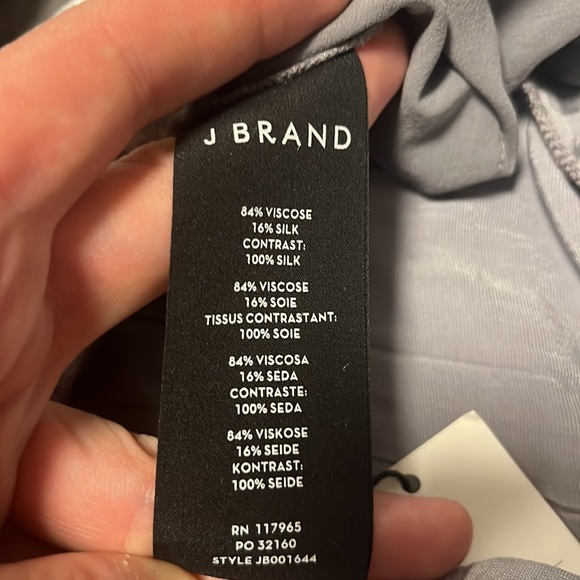 J BRAND
84% VISCOSE
16% SILK
CONTRAST:
100% SILK
84% VISCOSE
16% SOIE
TISSUS CONTRASTANT:
100% SOIE
84% VISCOSA
16% SEDA
CONTRASTE:
100% SEDA
84% VISKOSE
16% SEIDE
KONTRAST:
100% SEIDE
RN 117965
PO 32160
STYLE JB001644